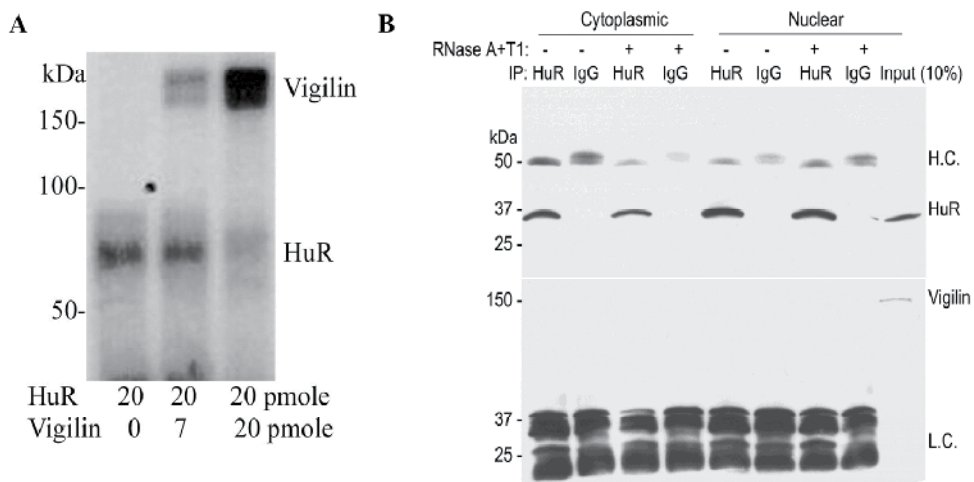 A
kDa
150-
100-
50-
Vigilin
HuR
HuR 20 20 20 pmole
Vigilin 0 7 20 pmole
B
Cytoplasmic Nuclear
RNase A+T1: - - + + - - + +
IP: HuR IgG HuR IgG HuR IgG HuR IgG Input (10%)
kDa
50 -
37 -
25 -
H.C.
HuR
150 -
37 -
25 -
Vigilin
L.C.